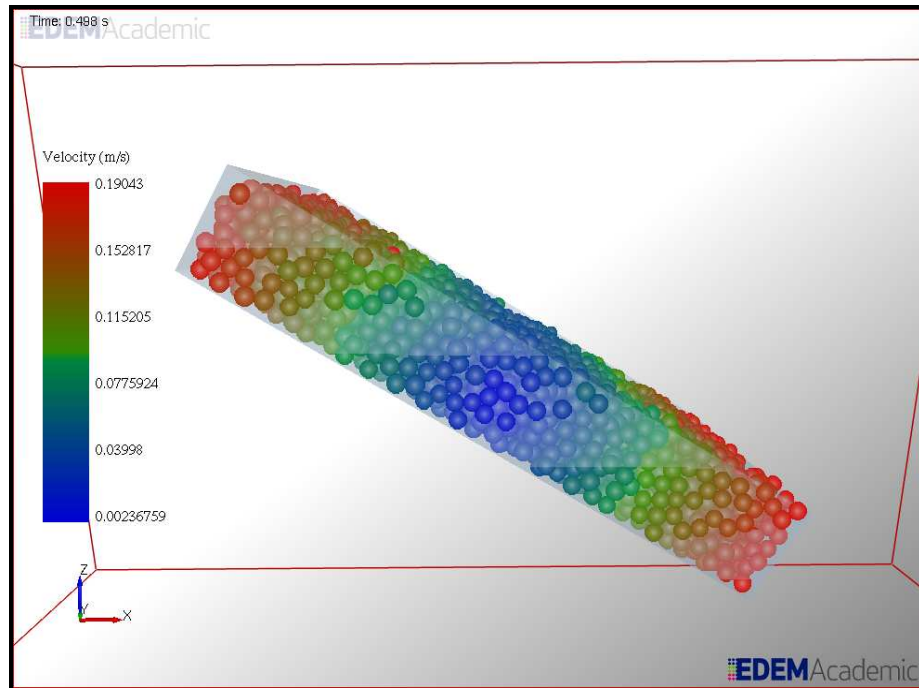 Time: 0.498 s
EDEMAcademic
Velocity (m/s)
0.19043
0.152817
0.115205
0.0775924
0.03998
0.00236759
Z
Y
X
EDEMAcademic